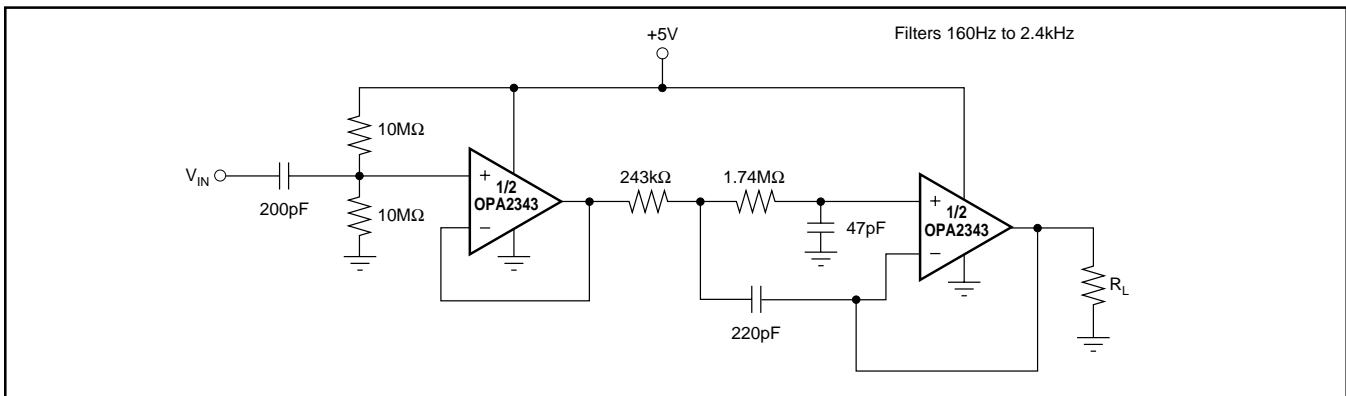 +5V
Filters 160Hz to 2.4kHz
10MΩ
V_IN
200pF
10MΩ
+
1/2
OPA2343
−
243kΩ
1.74MΩ
47pF
220pF
+
1/2
OPA2343
−
R_L